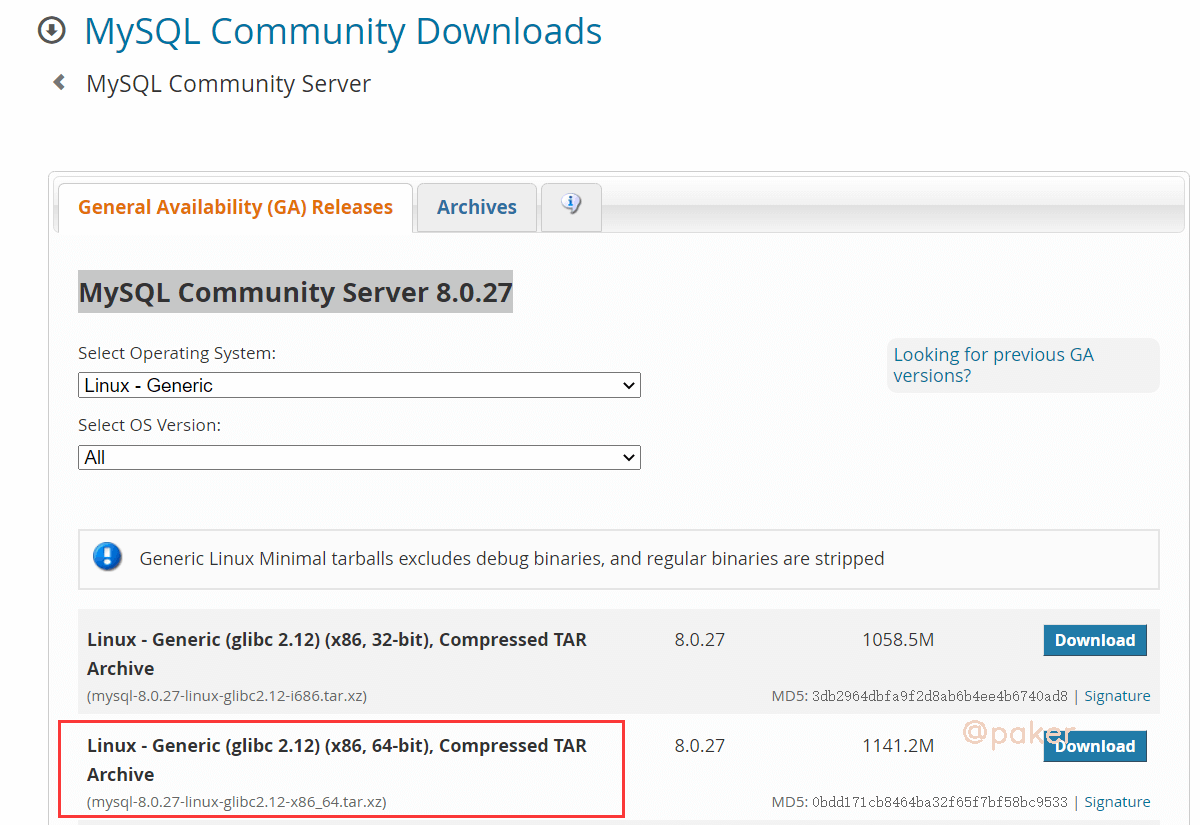 MySQL Community Downloads
MySQL Community Server
General Availability (GA) Releases
Archives
MySQL Community Server 8.0.27
Select Operating System:
Looking for previous GA
versions?
Linux - Generic
Select OS Version:
All
Generic Linux Minimal tarballs excludes debug binaries, and regular binaries are stripped
Linux - Generic (glibc 2.12) (x86, 32-bit), Compressed TAR
Archive
8.0.27
1058.5M
Download
(mysql-8.0.27-linux-glibc2.12-i686.tar.xz)
MD5: 3db2964dbfa9f2d8ab6b4ee4b6740ad8 | Signature
@paker
Linux - Generic (glibc 2.12) (x86, 64-bit), Compressed TAR
Archive
8.0.27
1141.2M
Download
(mysql-8.0.27-linux-glibc2.12-x86_64.tar.xz)
MD5: 0bdd171cb8464ba32f65f7bf58bc9533 | Signature